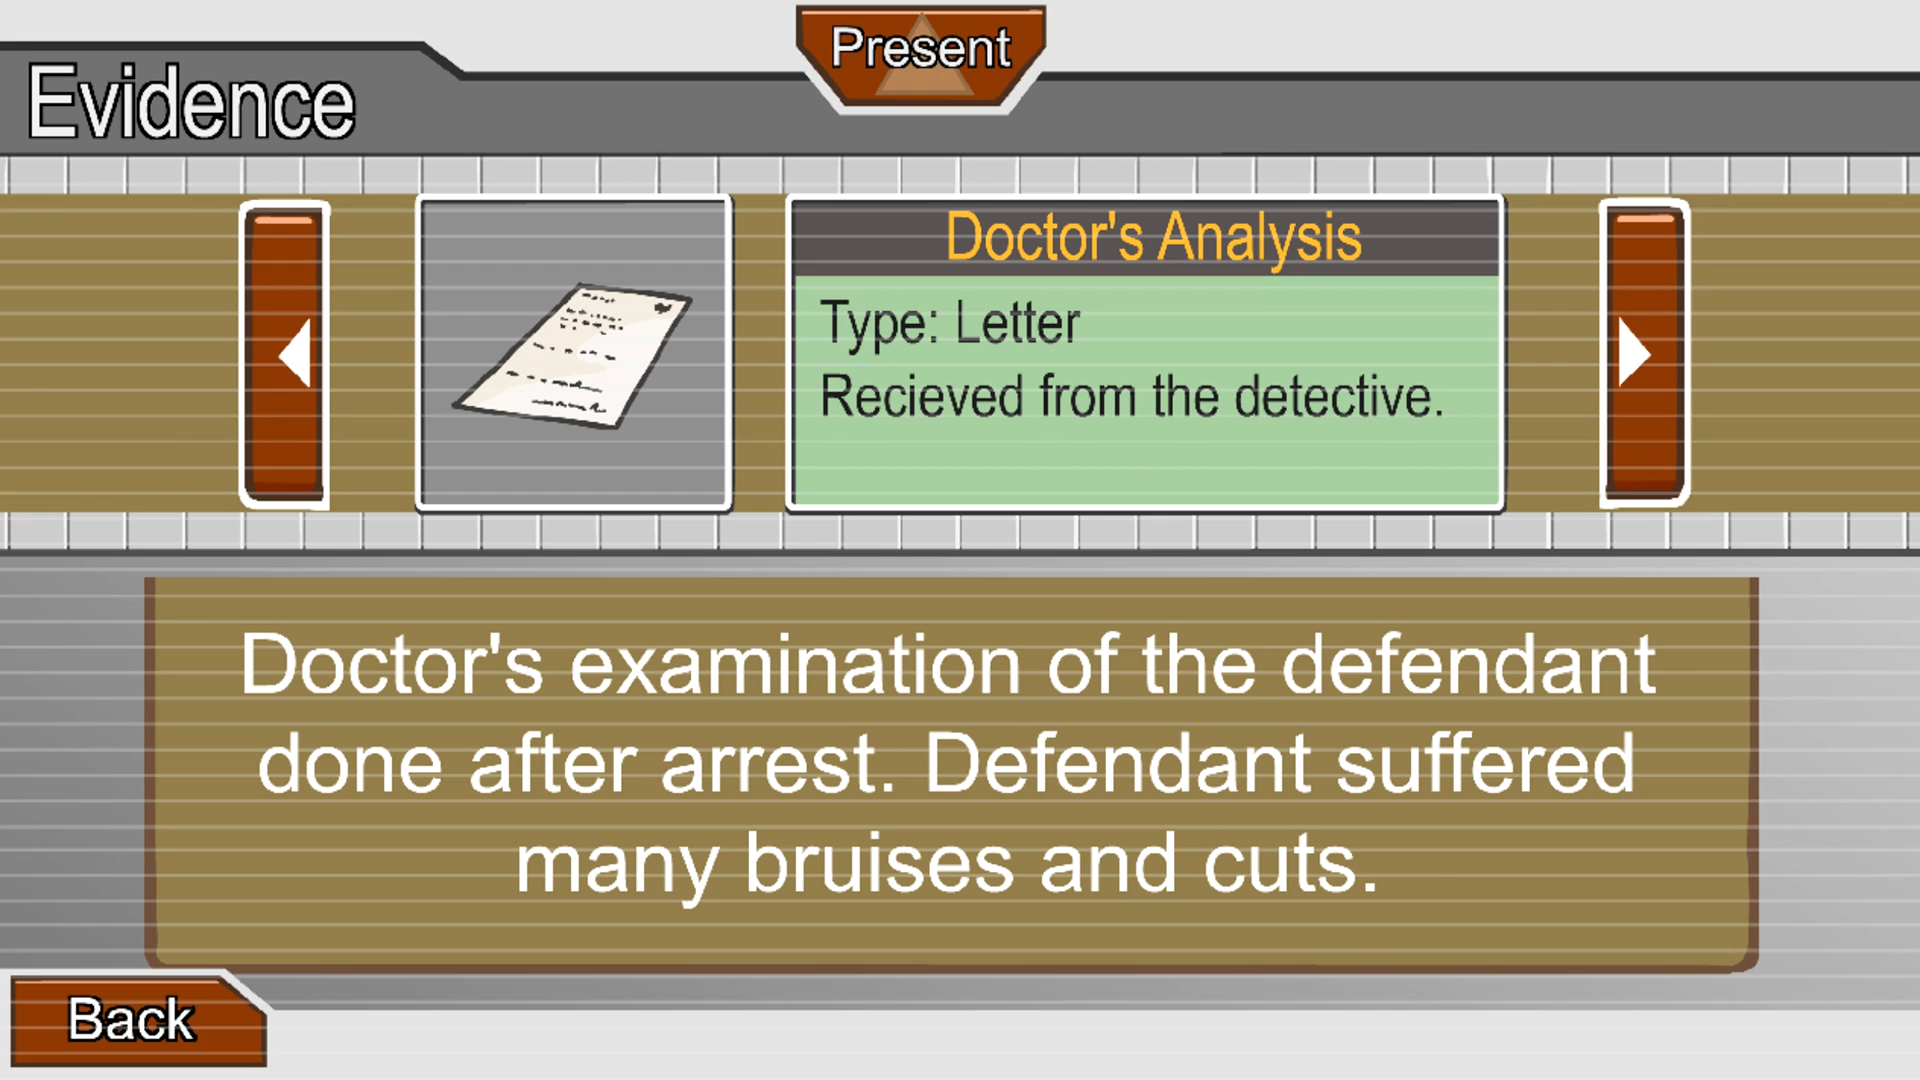 Present
Evidence
Doctor's Analysis
Type: Letter
Recieved from the detective.
Doctor's examination of the defendant
done after arrest. Defendant suffered
many bruises and cuts.
Back